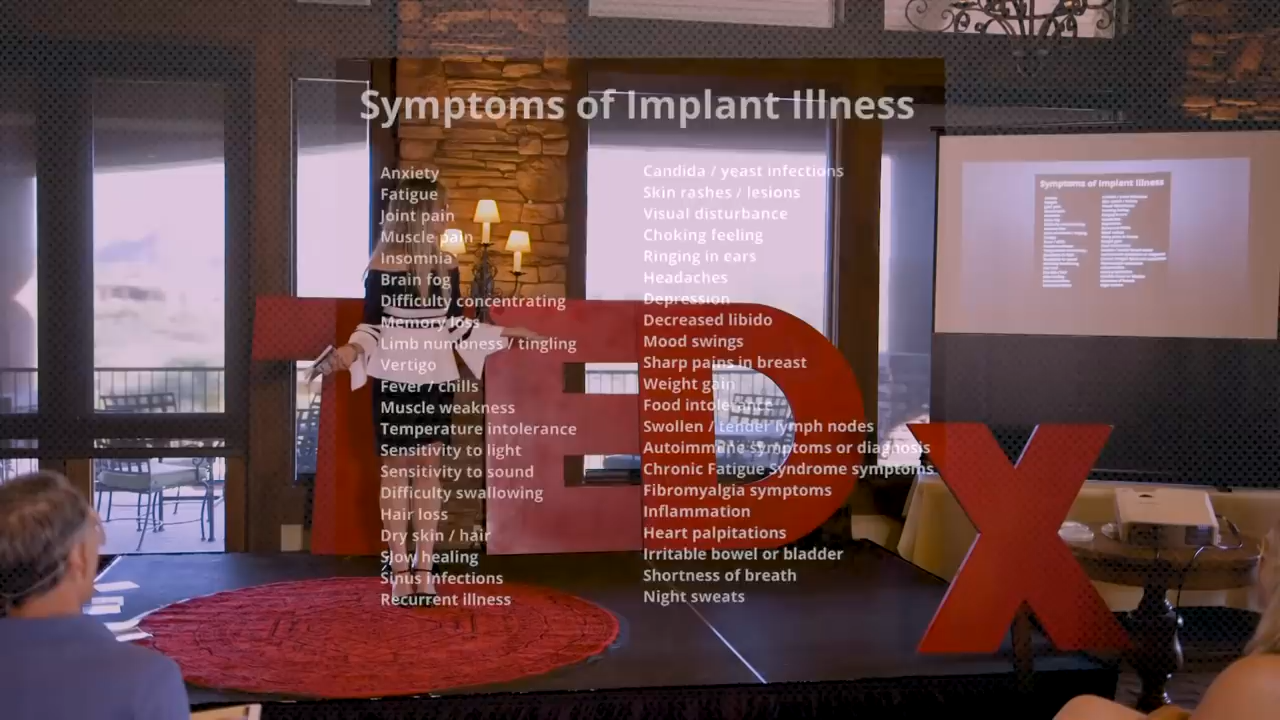 Symptoms of Implant Illness
Anxiety
Fatigue
Joint pain
Muscle pain
Insomnia
Brain fog
Difficulty concentrating
Memory loss
Limb numbness / tingling
Vertigo
Fever / chills
Muscle weakness
Temperature intolerance
Sensitivity to light
Sensitivity to sound
Difficulty swallowing
Hair loss
Dry skin / hair
Slow healing
Sinus infections
Recurrent illness
Candida / yeast infections
Skin rashes / lesions
Visual disturbance
Choking feeling
Ringing in ears
Headaches
Depression
Decreased libido
Mood swings
Sharp pains in breast
Weight gain
Food intolerance
Swollen / tender lymph nodes
Autoimmune symptoms or diagnosis
Chronic Fatigue Syndrome symptoms
Fibromyalgia symptoms
Inflammation
Heart palpitations
Irritable bowel or bladder
Shortness of breath
Night sweats
TEDx
Symptoms of Implant Illness